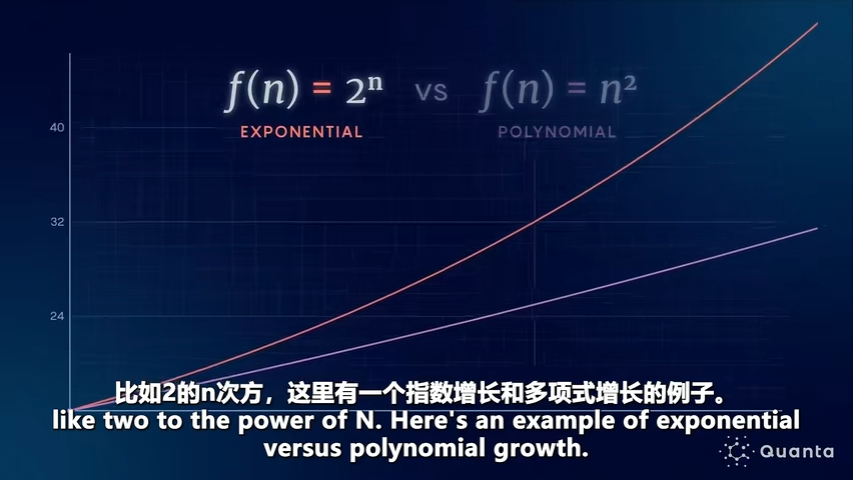 f(n) = 2ⁿ vs f(n) = n²
EXPONENTIAL POLYNOMIAL
40
32
24
比如2的n次方，这里有一个指数增长和多项式增长的例子。
like two to the power of N. Here's an example of exponential
versus polynomial growth.
Quanta